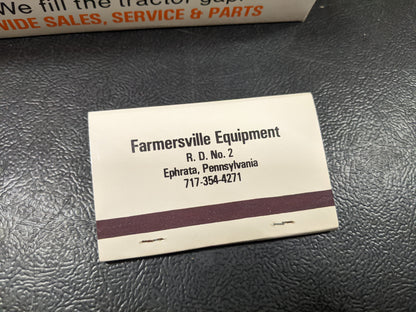 We fill the tractor gap.
WIDE SALES, SERVICE & PARTS
Farmersville Equipment
R. D. No. 2
Ephrata, Pennsylvania
717-354-4271